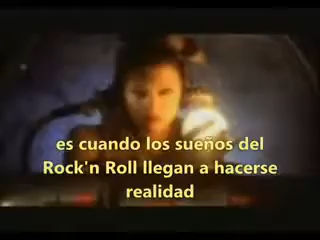 es cuando los sueños del
Rock'n Roll llegan a hacerse
realidad